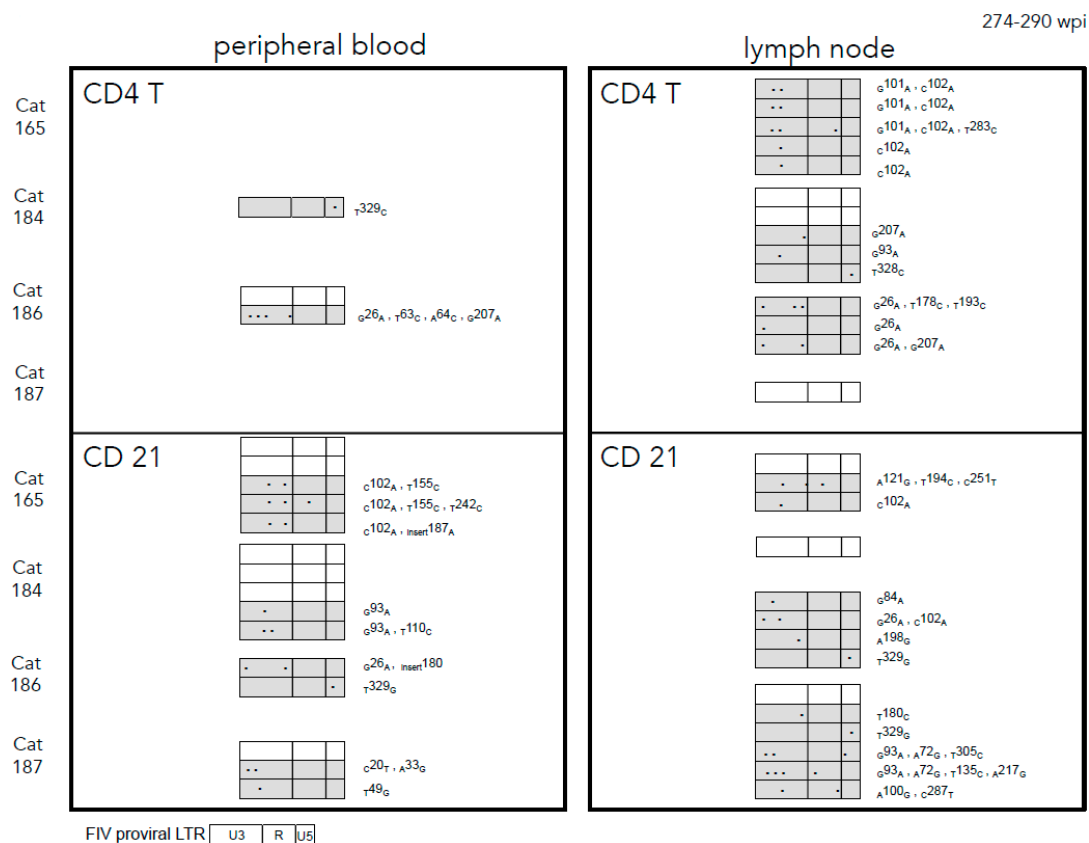 274-290 wpi
peripheral blood
lymph node
CD4 T
CD4 T
Cat
165
G101A , C102A
G101A , C102A
G101A , C102A , T283C
C102A
C102A
Cat
184
T329C
G207A
G93A
T328C
Cat
186
G26A , T63C , A64C , G207A
G26A , T178C , T193C
G26A
G26A , G207A
Cat
187
CD 21
CD 21
Cat
165
C102A , T155C
C102A , T155C , T242C
C102A , insert187A
A121G , T194C , C251T
C102A
Cat
184
G93A
G93A , T110C
Cat
186
G26A, insert180
T329G
G84A
G26A , C102A
A198G
T329G
Cat
187
C20T , A33G
T49G
T180C
T329G
G93A , A72G , T305C
G93A , A72G , T135C , A217G
A100G , C287T
FIV proviral LTR U3 R U5